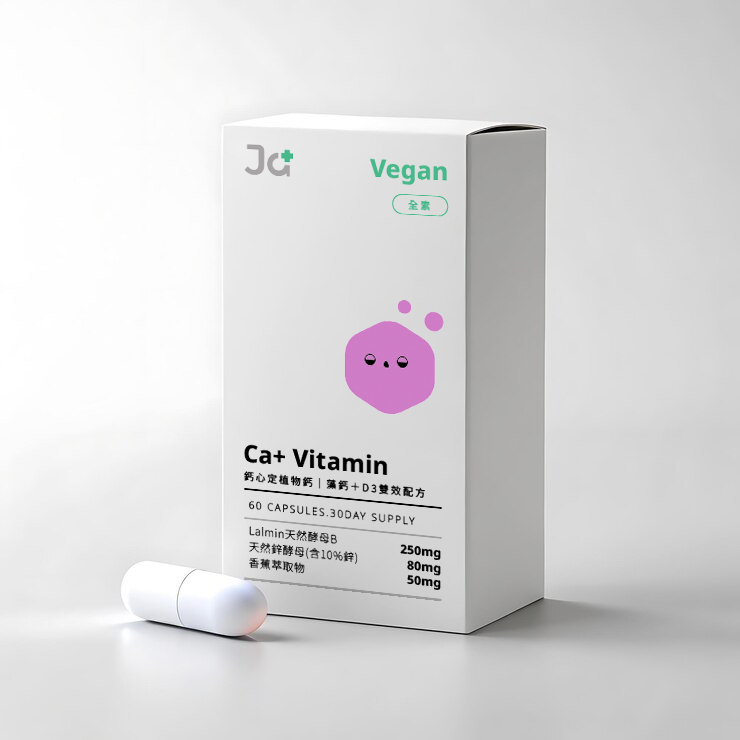 Ja+
Vegan
全素
Ca+ Vitamin
鈣心定植物鈣｜藻鈣＋D3雙效配方
60 CAPSULES.30DAY SUPPLY
Lalmin天然酵母B 250mg
天然鋅酵母(含10%鋅) 80mg
香蕉萃取物 50mg